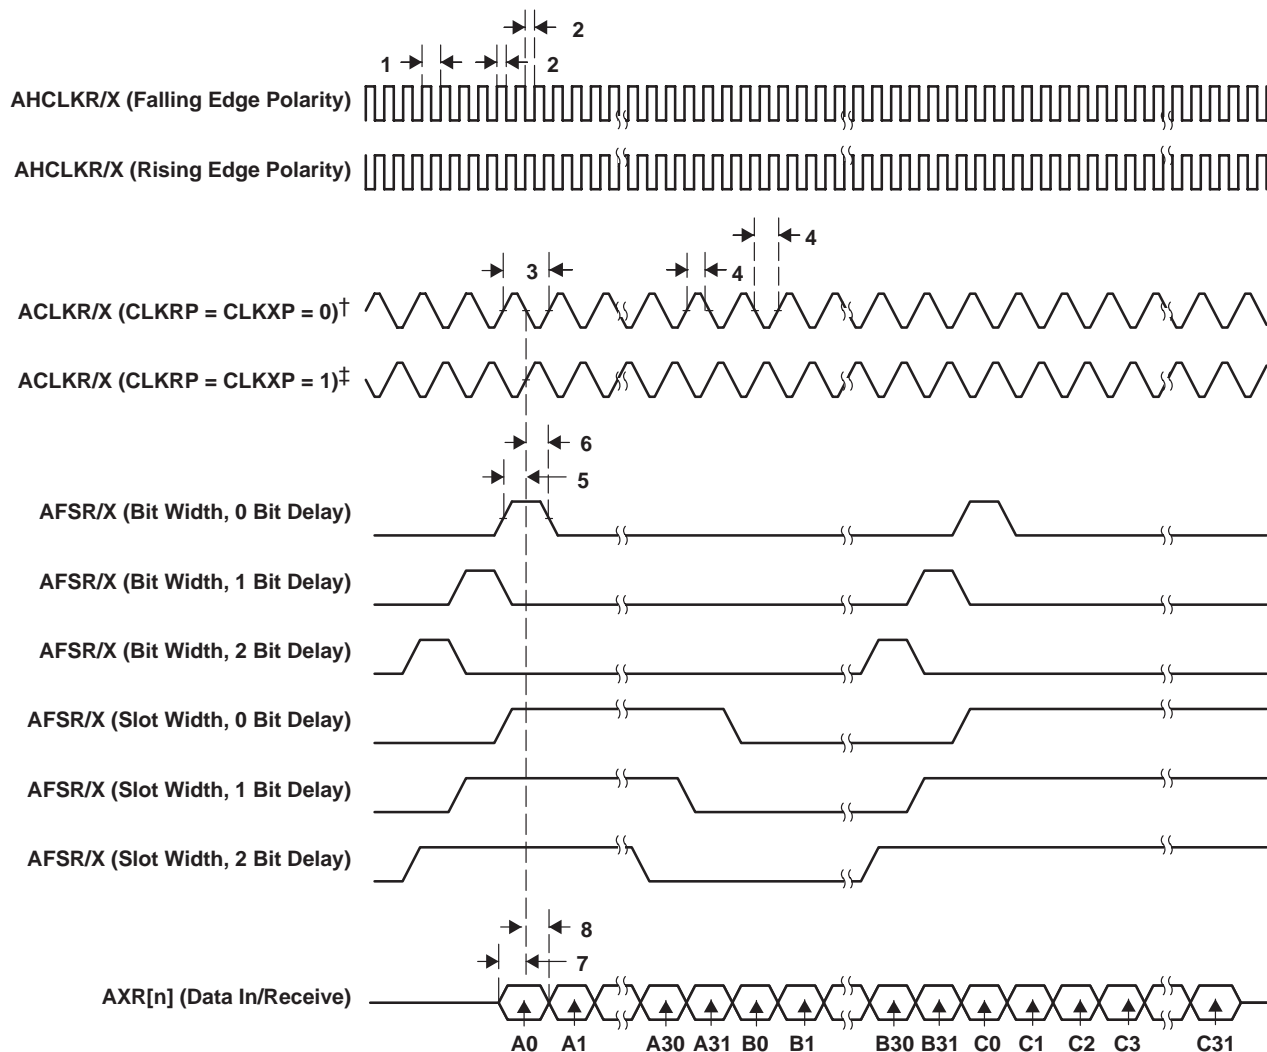 2
1
2
AHCLKR/X (Falling Edge Polarity)
AHCLKR/X (Rising Edge Polarity)
4
3
4
ACLKR/X (CLKRP = CLKXP = 0)†
ACLKR/X (CLKRP = CLKXP = 1)‡
6
5
AFSR/X (Bit Width, 0 Bit Delay)
AFSR/X (Bit Width, 1 Bit Delay)
AFSR/X (Bit Width, 2 Bit Delay)
AFSR/X (Slot Width, 0 Bit Delay)
AFSR/X (Slot Width, 1 Bit Delay)
AFSR/X (Slot Width, 2 Bit Delay)
8
7
AXR[n] (Data In/Receive)
A0 A1 A30 A31 B0 B1 B30 B31 C0 C1 C2 C3 C31